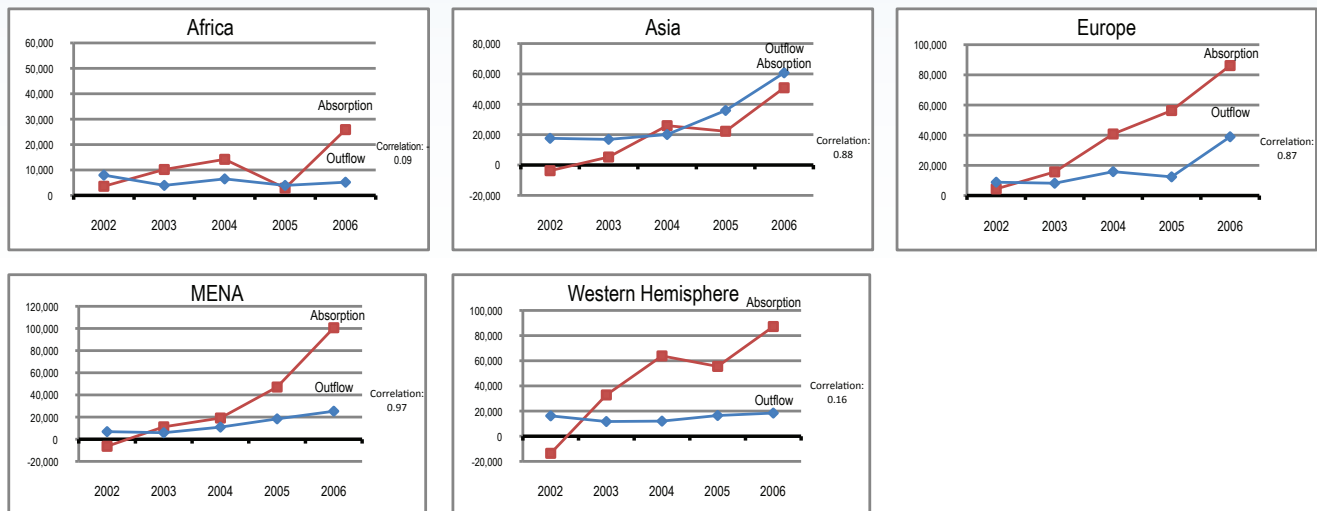 Africa
60,000
50,000
40,000
30,000
20,000
10,000
0
Absorption
Outflow
Correlation: -
0.09
2002 2003 2004 2005 2006
Asia
80,000
60,000
40,000
20,000
0
-20,000
Outflow
Absorption
Correlation:
0.88
2002 2003 2004 2005 2006
Europe
100,000
80,000
60,000
40,000
20,000
0
Absorption
Outflow
Correlation:
0.87
2002 2003 2004 2005 2006
MENA
120,000
100,000
80,000
60,000
40,000
20,000
0
-20,000
Absorption
Outflow
Correlation:
0.97
2002 2003 2004 2005 2006
Western Hemisphere
100,000
80,000
60,000
40,000
20,000
0
-20,000
Absorption
Outflow
Correlation:
0.16
2002 2003 2004 2005 2006